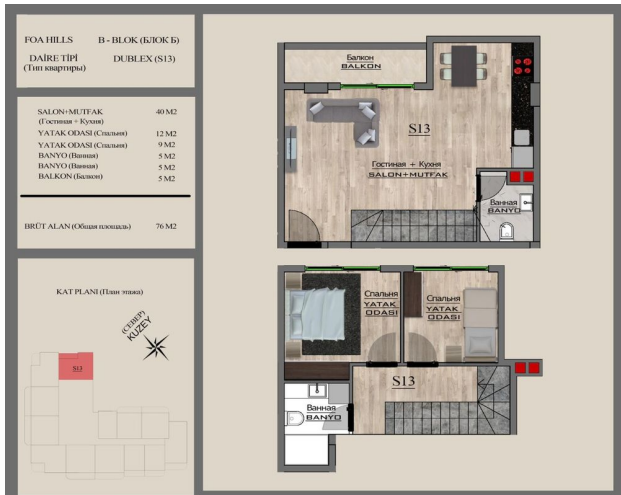 FOA HILLS B - BLOK (БЛОК Б)
DAİRE TİPİ DUBLEX (S13)
(Тип квартиры)
SALON+MUTFAK 40 M2
(Гостиная + Кухня)
YATAK ODASI (Спальня) 12 M2
YATAK ODASI (Спальня) 9 M2
BANYO (Ванная) 5 M2
BANYO (Ванная) 5 M2
BALKON (Балкон) 5 M2
BRÜT ALAN (Общая площадь) 76 M2
KAT PLANI (План этажа)
(СЕВЕР)
KUZEY
S13
Балкон
BALKON
S13
Гостиная + Кухня
SALON+MUTFAK
Ванная
BANYO
Спальня
YATAK
ODASI
Спальня
YATAK
ODASI
S13
Ванная
BANYO